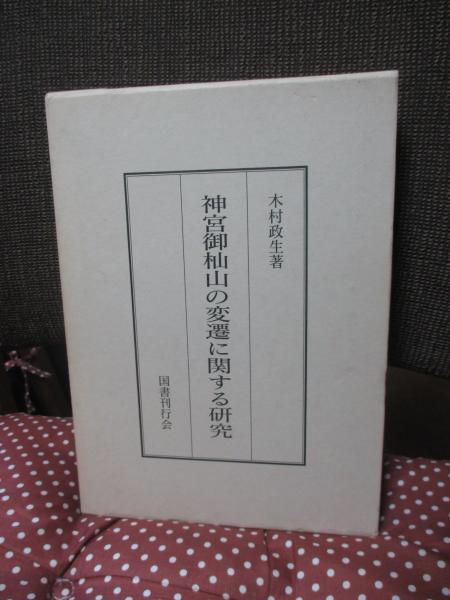 木村政生著
神宮御杣山の変遷に関する研究
国書刊行会